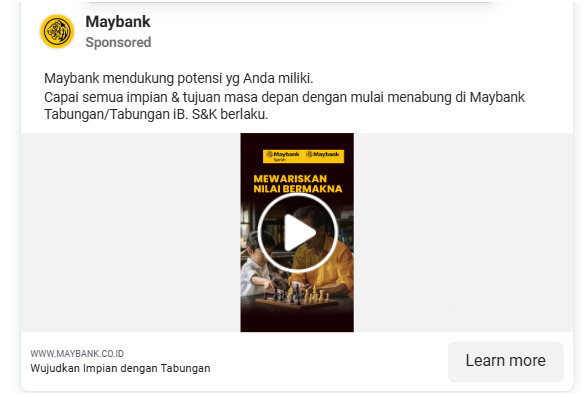 Maybank
Sponsored
Maybank mendukung potensi yg Anda miliki.
Capai semua impian & tujuan masa depan dengan mulai menabung di Maybank
Tabungan/Tabungan iB. S&K berlaku.
Maybank Maybank
Syariah
MEWARISKAN
NILAI BERMAKNA
WWW.MAYBANK.CO.ID
Wujudkan Impian dengan Tabungan
Learn more